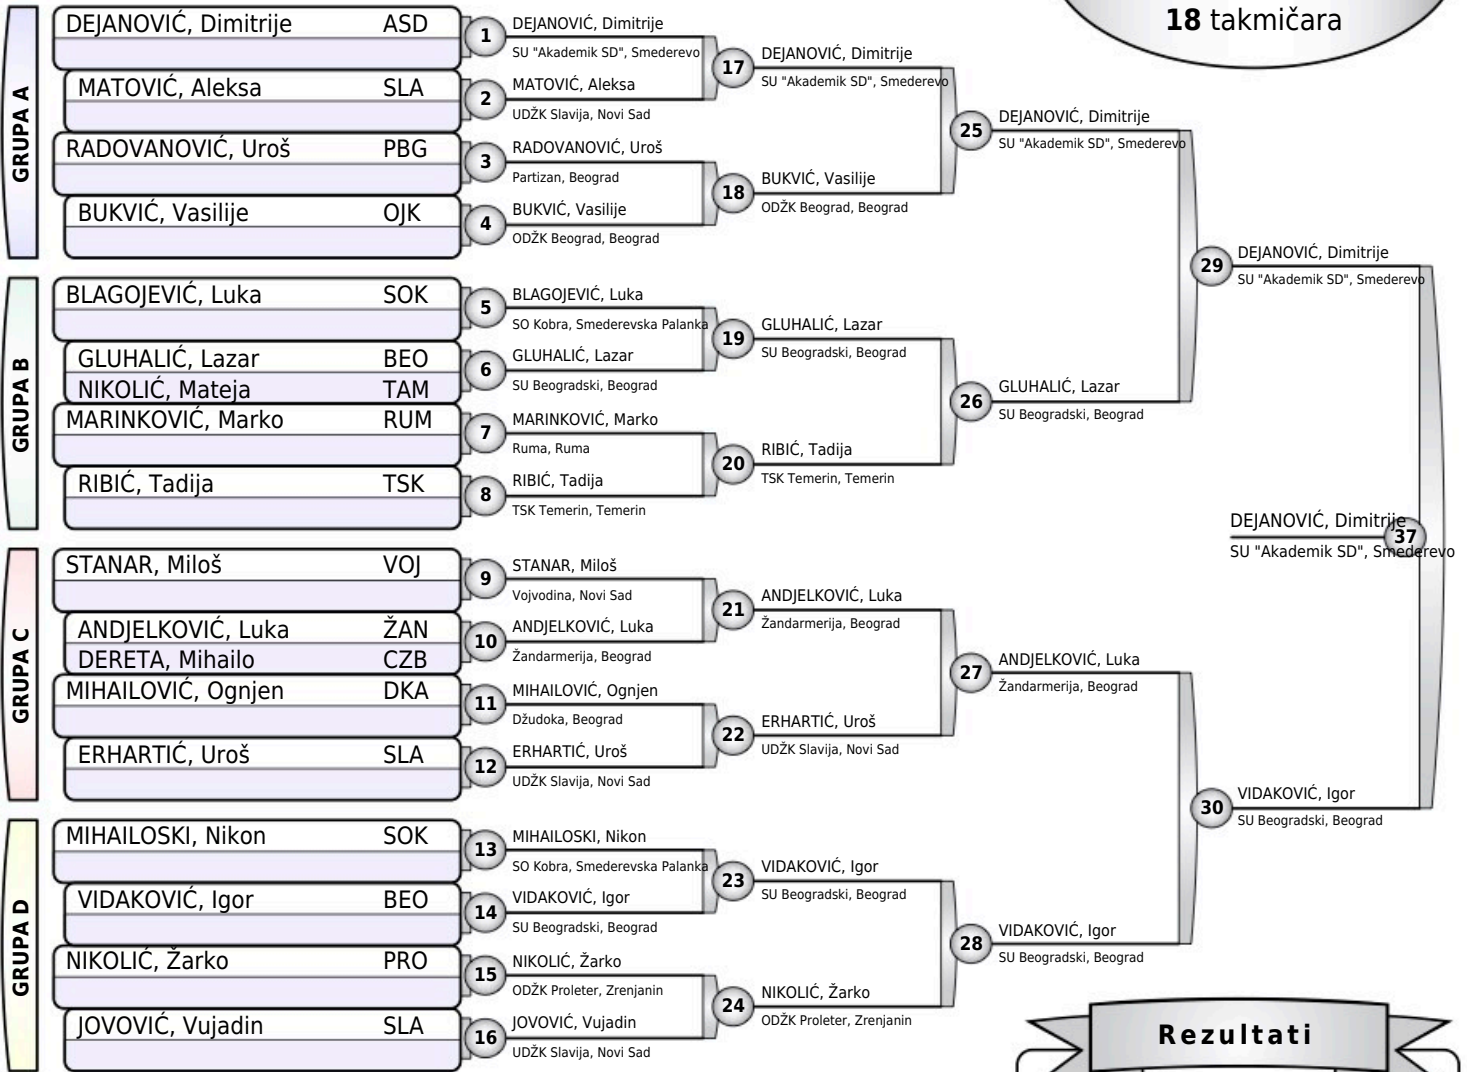 18 takmičara
GRUPA A
DEJANOVIĆ, Dimitrije ASD
MATOVIĆ, Aleksa SLA
RADOVANOVIĆ, Uroš PBG
BUKVIĆ, Vasilije OJK
GRUPA B
BLAGOJEVIĆ, Luka SOK
GLUHALIĆ, Lazar BEO
NIKOLIĆ, Mateja TAM
MARINKOVIĆ, Marko RUM
RIBIĆ, Tadija TSK
GRUPA C
STANAR, Miloš VOJ
ANDJELKOVIĆ, Luka ŽAN
DERETA, Mihailo CZB
MIHAILOVIĆ, Ognjen DKA
ERHARTIĆ, Uroš SLA
GRUPA D
MIHAILOSKI, Nikon SOK
VIDAKOVIĆ, Igor BEO
NIKOLIĆ, Žarko PRO
JOVOVIĆ, Vujadin SLA
1
DEJANOVIĆ, Dimitrije
SU "Akademik SD", Smederevo
2
MATOVIĆ, Aleksa
UDŽK Slavija, Novi Sad
3
RADOVANOVIĆ, Uroš
Partizan, Beograd
4
BUKVIĆ, Vasilije
ODŽK Beograd, Beograd
5
BLAGOJEVIĆ, Luka
SO Kobra, Smederevska Palanka
6
GLUHALIĆ, Lazar
SU Beogradski, Beograd
7
MARINKOVIĆ, Marko
Ruma, Ruma
8
RIBIĆ, Tadija
TSK Temerin, Temerin
9
STANAR, Miloš
Vojvodina, Novi Sad
10
ANDJELKOVIĆ, Luka
Žandarmerija, Beograd
11
MIHAILOVIĆ, Ognjen
Džudoka, Beograd
12
ERHARTIĆ, Uroš
UDŽK Slavija, Novi Sad
13
MIHAILOSKI, Nikon
SO Kobra, Smederevska Palanka
14
VIDAKOVIĆ, Igor
SU Beogradski, Beograd
15
NIKOLIĆ, Žarko
ODŽK Proleter, Zrenjanin
16
JOVOVIĆ, Vujadin
UDŽK Slavija, Novi Sad
17
DEJANOVIĆ, Dimitrije
SU "Akademik SD", Smederevo
18
BUKVIĆ, Vasilije
ODŽK Beograd, Beograd
19
GLUHALIĆ, Lazar
SU Beogradski, Beograd
20
RIBIĆ, Tadija
TSK Temerin, Temerin
21
ANDJELKOVIĆ, Luka
Žandarmerija, Beograd
22
ERHARTIĆ, Uroš
UDŽK Slavija, Novi Sad
23
VIDAKOVIĆ, Igor
SU Beogradski, Beograd
24
NIKOLIĆ, Žarko
ODŽK Proleter, Zrenjanin
25
DEJANOVIĆ, Dimitrije
SU "Akademik SD", Smederevo
26
GLUHALIĆ, Lazar
SU Beogradski, Beograd
27
ANDJELKOVIĆ, Luka
Žandarmerija, Beograd
28
VIDAKOVIĆ, Igor
SU Beogradski, Beograd
29
DEJANOVIĆ, Dimitrije
SU "Akademik SD", Smederevo
30
VIDAKOVIĆ, Igor
SU Beogradski, Beograd
DEJANOVIĆ, Dimitrije
37
SU "Akademik SD", Smederevo
Rezultati